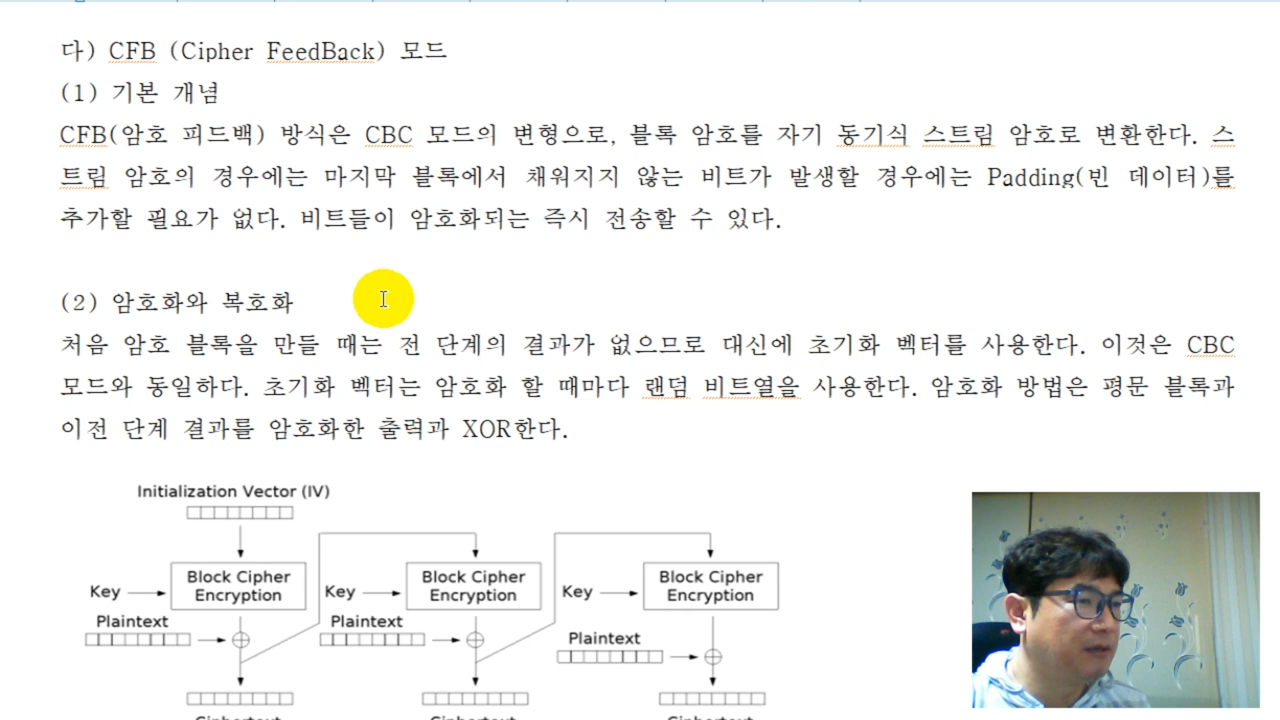 다) CFB (Cipher FeedBack) 모드
(1) 기본 개념
CFB(암호 피드백) 방식은 CBC 모드의 변형으로, 블록 암호를 자기 동기식 스트림 암호로 변환한다. 스
트림 암호의 경우에는 마지막 블록에서 채워지지 않는 비트가 발생할 경우에는 Padding(빈 데이터)를
추가할 필요가 없다. 비트들이 암호화되는 즉시 전송할 수 있다.
(2) 암호화와 복호화
처음 암호 블록을 만들 때는 전 단계의 결과가 없으므로 대신에 초기화 벡터를 사용한다. 이것은 CBC
모드와 동일하다. 초기화 벡터는 암호화 할 때마다 랜덤 비트열을 사용한다. 암호화 방법은 평문 블록과
이전 단계 결과를 암호화한 출력과 XOR한다.
Initialization Vector (IV)
Key Block Cipher Encryption Key Block Cipher Encryption Key Block Cipher Encryption
Plaintext Plaintext Plaintext
Ciphertext Ciphertext Ciphertext